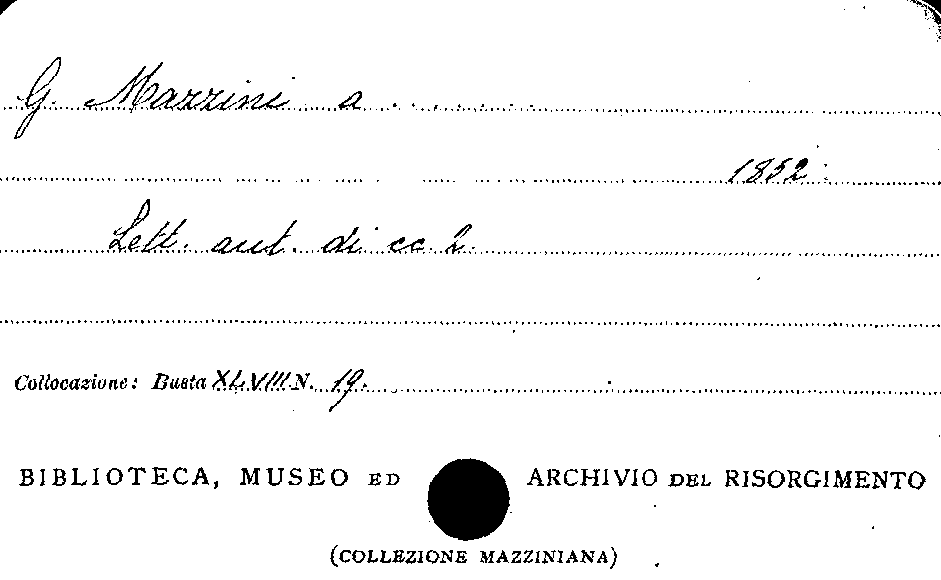 G. Mazzini a . . . . . . .
1852.
Lett. aut. di cc. 2.
Collocazione: Busta XLVIII N. 19.
BIBLIOTECA, MUSEO ED ARCHIVIO DEL RISORGIMENTO
(COLLEZIONE MAZZINIANA)